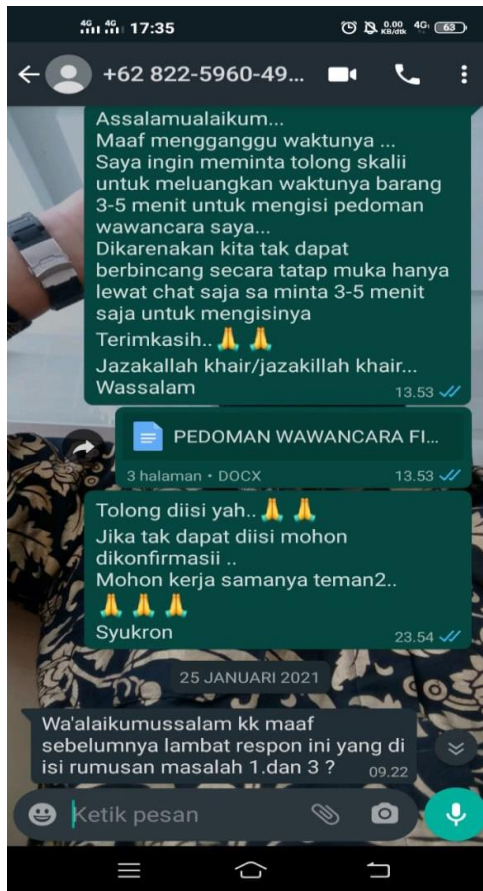 4G 4G 17:35 0.00 KB/dtk 4G 63
+62 822-5960-49...
Assalamualaikum...
Maaf mengganggu waktunya ...
Saya ingin meminta tolong skalii
untuk meluangkan waktunya barang
3-5 menit untuk mengisi pedoman
wawancara saya...
Dikarenakan kita tak dapat
berbincang secara tatap muka hanya
lewat chat saja sa minta 3-5 menit
saja untuk mengisinya
Terimkasih.. 🙏 🙏
Jazakallah khair/jazakillah khair...
Wassalam 13.53
PEDOMAN WAWANCARA FI...
3 halaman • DOCX 13.53
Tolong diisi yah.. 🙏 🙏
Jika tak dapat diisi mohon
dikonfirmasii ..
Mohon kerja samanya teman2..
🙏 🙏 🙏
Syukron 23.54
25 JANUARI 2021
Wa'alaikumussalam kk maaf
sebelumnya lambat respon ini yang di
isi rumusan masalah 1.dan 3 ? 09.22
Ketik pesan